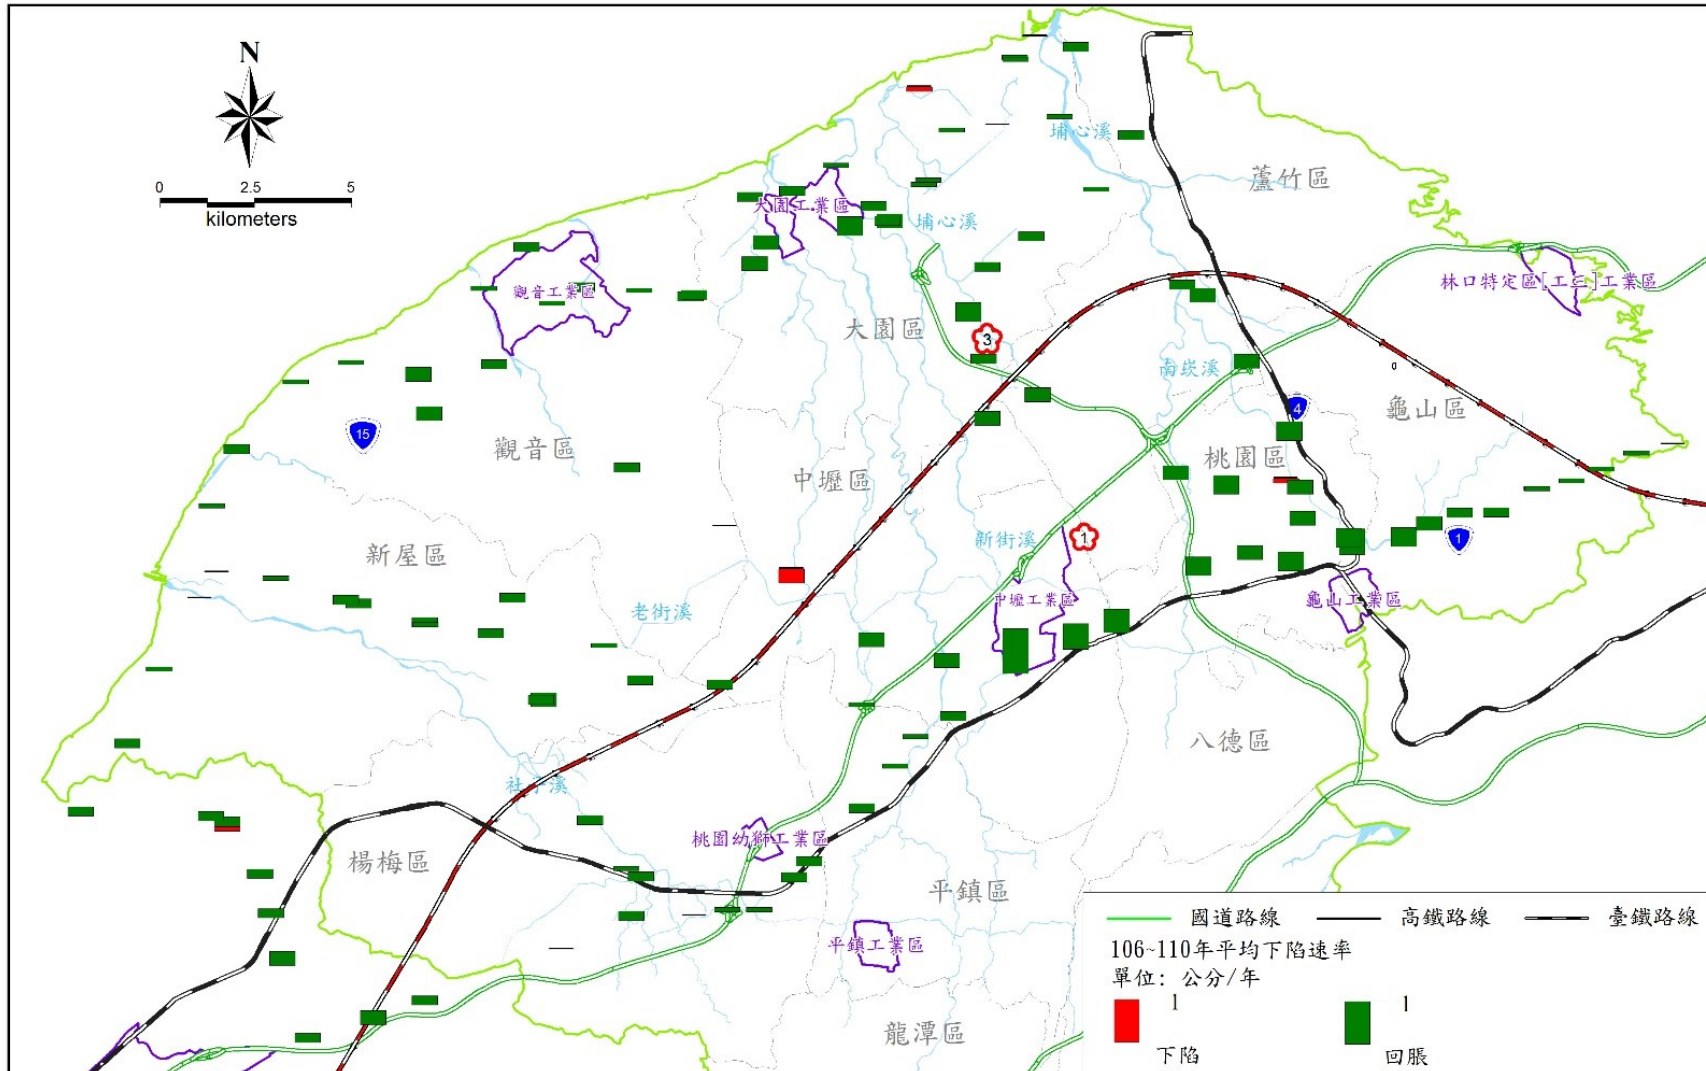 N
0 2.5 5
kilometers
埔心溪
蘆竹區
大園工業區
埔心溪
觀音工業區
林口特定區[工三]工業區
大園區
3
南崁溪
0
4
龜山區
15
觀音區
中壢區
桃園區
新屋區
新街溪
1
1
老街溪
中壢工業區
龜山工業區
八德區
社子溪
桃園幼獅工業區
楊梅區
平鎮區
平鎮工業區
龍潭區
國道路線 高鐵路線 臺鐵路線
106~110年平均下陷速率
單位: 公分/年
1 1
下陷 回脹